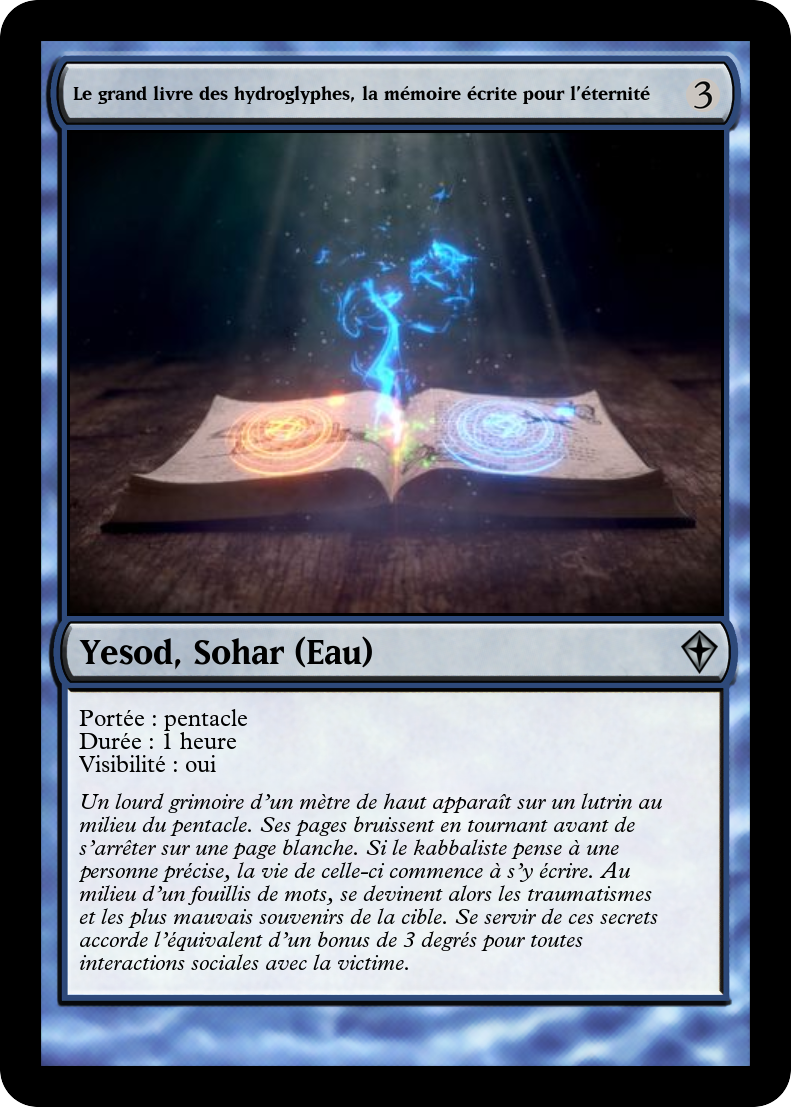 Le grand livre des hydroglyphes, la mémoire écrite pour l'éternité 3
Yesod, Sohar (Eau)
Portée : pentacle
Durée : 1 heure
Visibilité : oui
Un lourd grimoire d'un mètre de haut apparaît sur un lutrin au
milieu du pentacle. Ses pages bruissent en tournant avant de
s'arrêter sur une page blanche. Si le kabbaliste pense à une
personne précise, la vie de celle-ci commence à s'y écrire. Au
milieu d'un fouillis de mots, se devinent alors les traumatismes
et les plus mauvais souvenirs de la cible. Se servir de ces secrets
accorde l'équivalent d'un bonus de 3 degrés pour toutes
interactions sociales avec la victime.